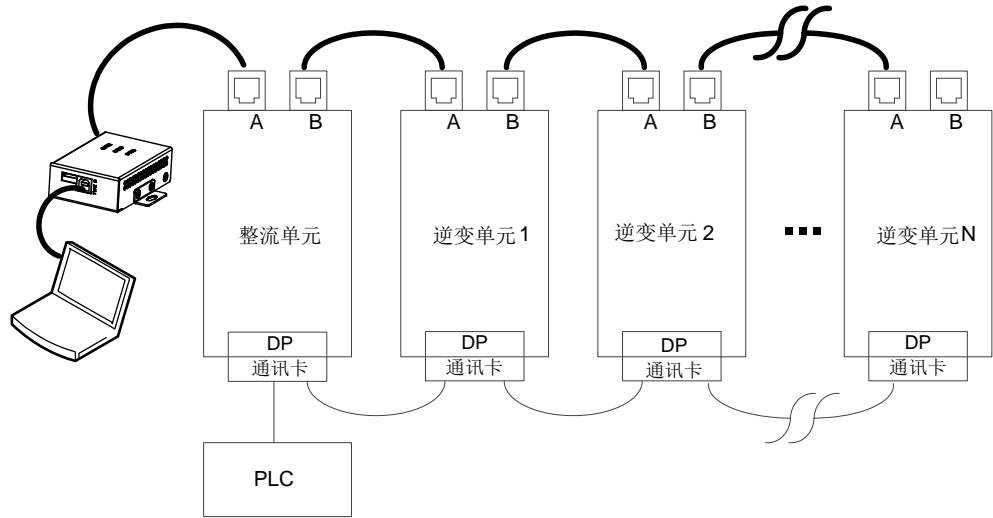 A B A B A B A B
整流单元 逆变单元1 逆变单元2 ... 逆变单元N
DP DP DP DP
通讯卡 通讯卡 通讯卡 通讯卡
PLC